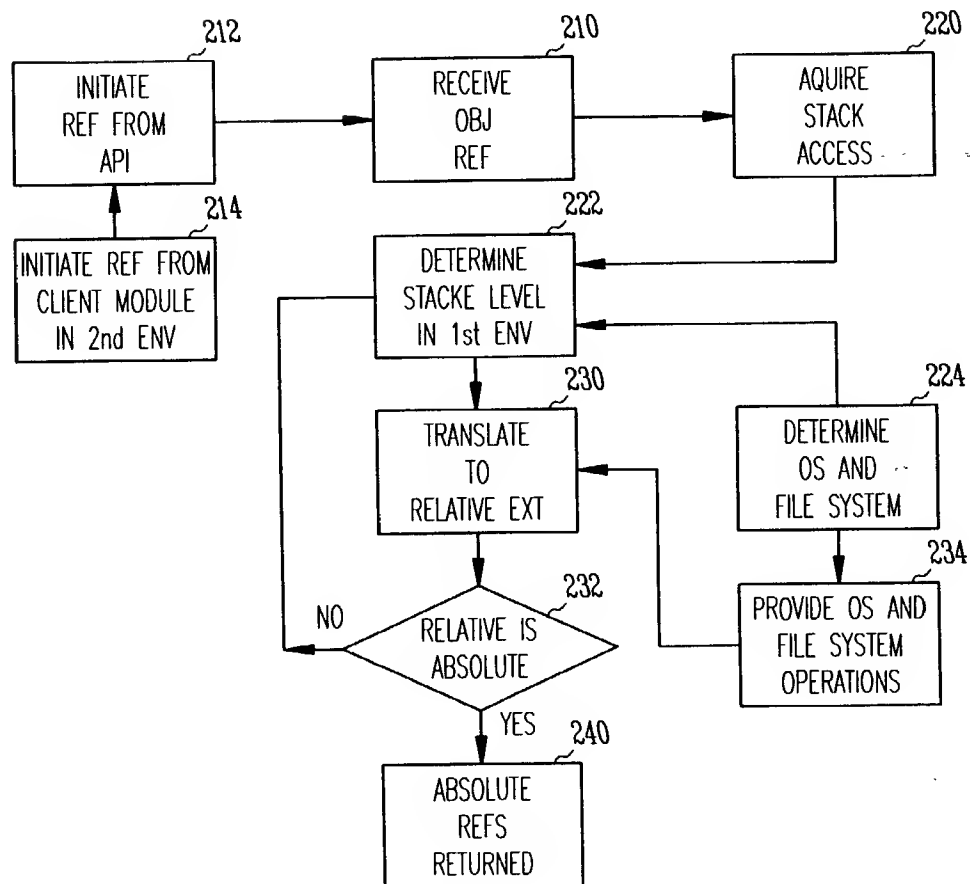 212
INITIATE
REF FROM
API
210
RECEIVE
OBJ
REF
220
AQUIRE
STACK
ACCESS
214
INITIATE REF FROM
CLIENT MODULE
IN 2nd ENV
222
DETERMINE
STACKE LEVEL
IN 1st ENV
230
TRANSLATE
TO
RELATIVE EXT
224
DETERMINE
OS AND
FILE SYSTEM
232
RELATIVE IS
ABSOLUTE
NO
YES
234
PROVIDE OS AND
FILE SYSTEM
OPERATIONS
240
ABSOLUTE
REFS
RETURNED